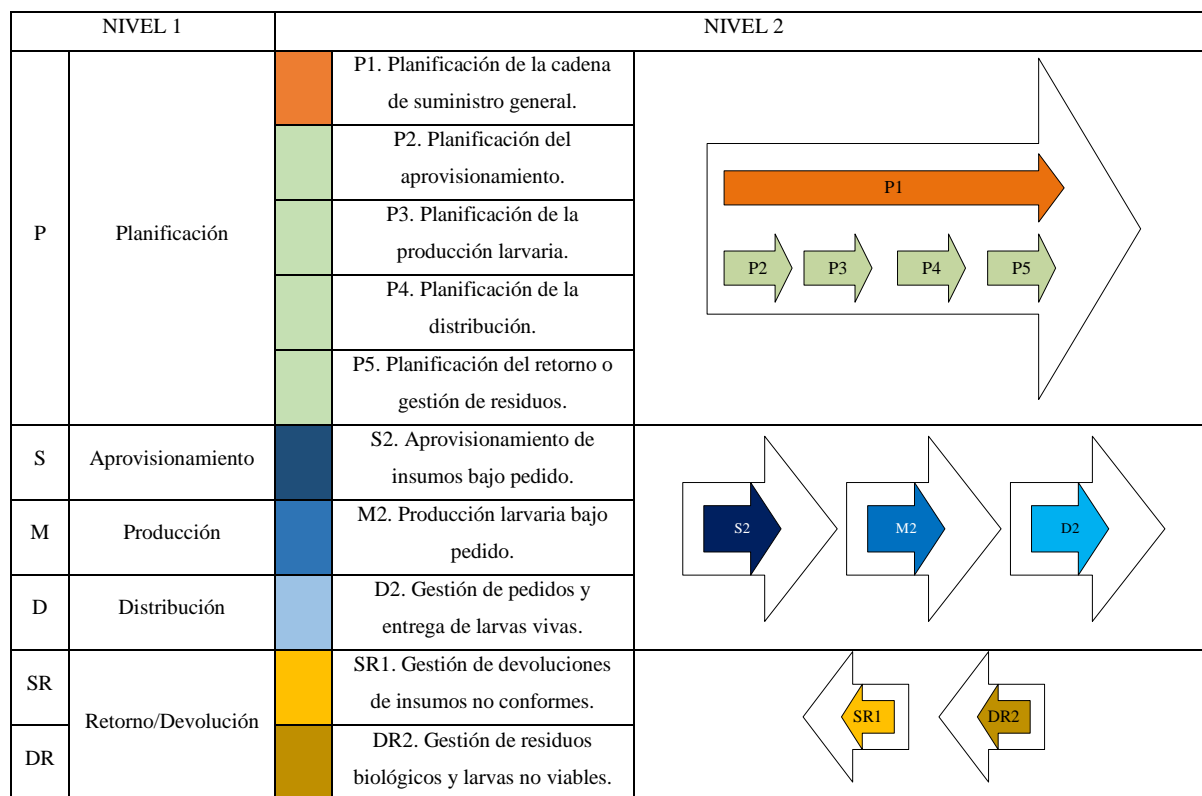 NIVEL 1
NIVEL 2
P
Planificación
P1. Planificación de la cadena
de suministro general.
P2. Planificación del
aprovisionamiento.
P3. Planificación de la
producción larvaria.
P4. Planificación de la
distribución.
P5. Planificación del retorno o
gestión de residuos.
P1
P2
P3
P4
P5
S
Aprovisionamiento
S2. Aprovisionamiento de
insumos bajo pedido.
M
Producción
M2. Producción larvaria bajo
pedido.
D
Distribución
D2. Gestión de pedidos y
entrega de larvas vivas.
S2
M2
D2
SR
DR
Retorno/Devolución
SR1. Gestión de devoluciones
de insumos no conformes.
DR2. Gestión de residuos
biológicos y larvas no viables.
SR1
DR2